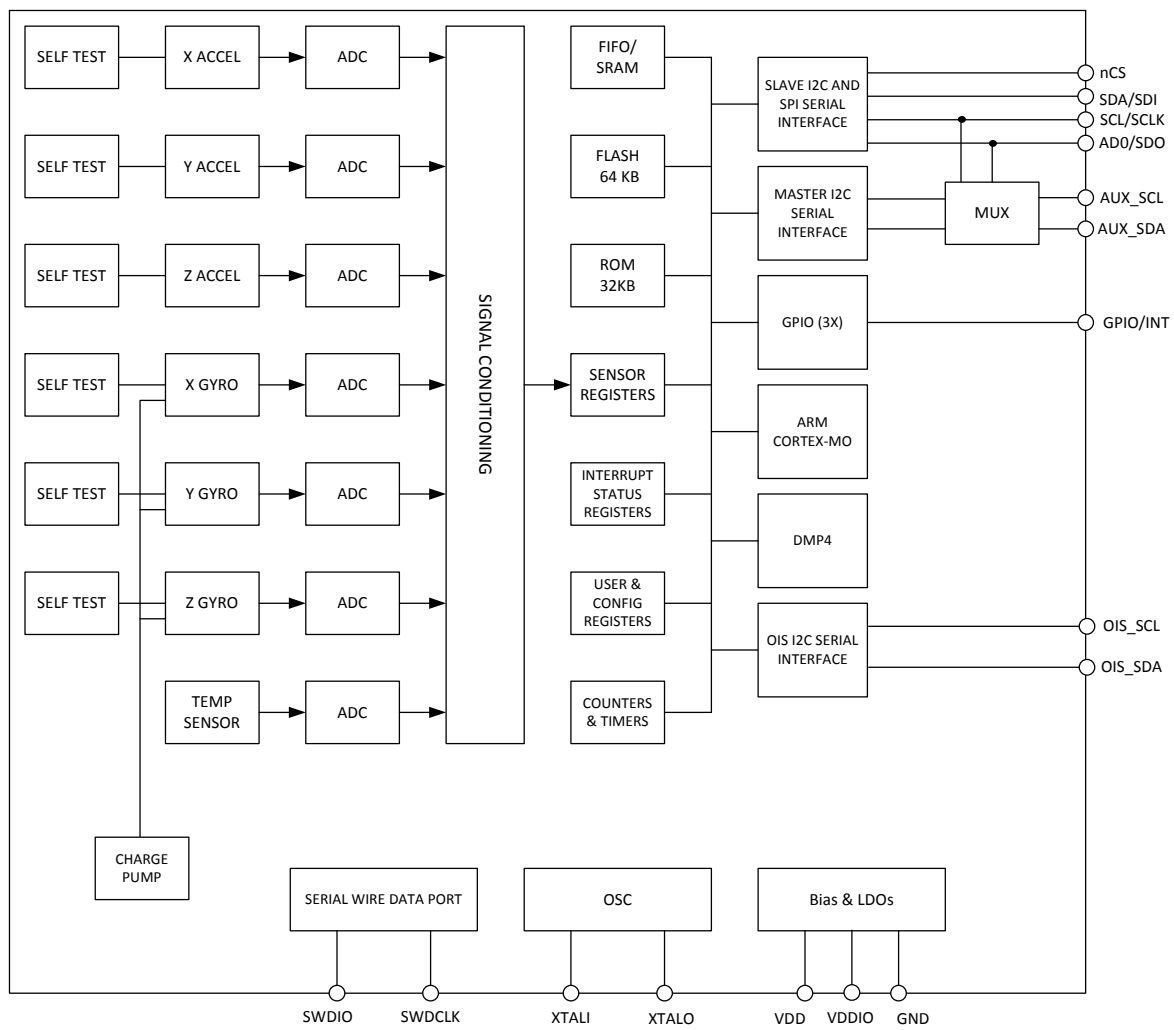 SELF TEST
X ACCEL
ADC
SELF TEST
Y ACCEL
ADC
SELF TEST
Z ACCEL
ADC
SELF TEST
X GYRO
ADC
SELF TEST
Y GYRO
ADC
SELF TEST
Z GYRO
ADC
TEMP
SENSOR
ADC
CHARGE
PUMP
SIGNAL CONDITIONING
FIFO/
SRAM
FLASH
64 KB
ROM
32KB
SENSOR
REGISTERS
INTERRUPT
STATUS
REGISTERS
USER &
CONFIG
REGISTERS
COUNTERS
& TIMERS
SLAVE I2C AND
SPI SERIAL
INTERFACE
MASTER I2C
SERIAL
INTERFACE
MUX
GPIO (3X)
ARM
CORTEX-MO
DMP4
OIS I2C SERIAL
INTERFACE
nCS
SDA/SDI
SCL/SCLK
AD0/SDO
AUX_SCL
AUX_SDA
GPIO/INT
OIS_SCL
OIS_SDA
SERIAL WIRE DATA PORT
OSC
Bias & LDOs
SWDIO
SWDCLK
XTALI
XTALO
VDD
VDDIO
GND